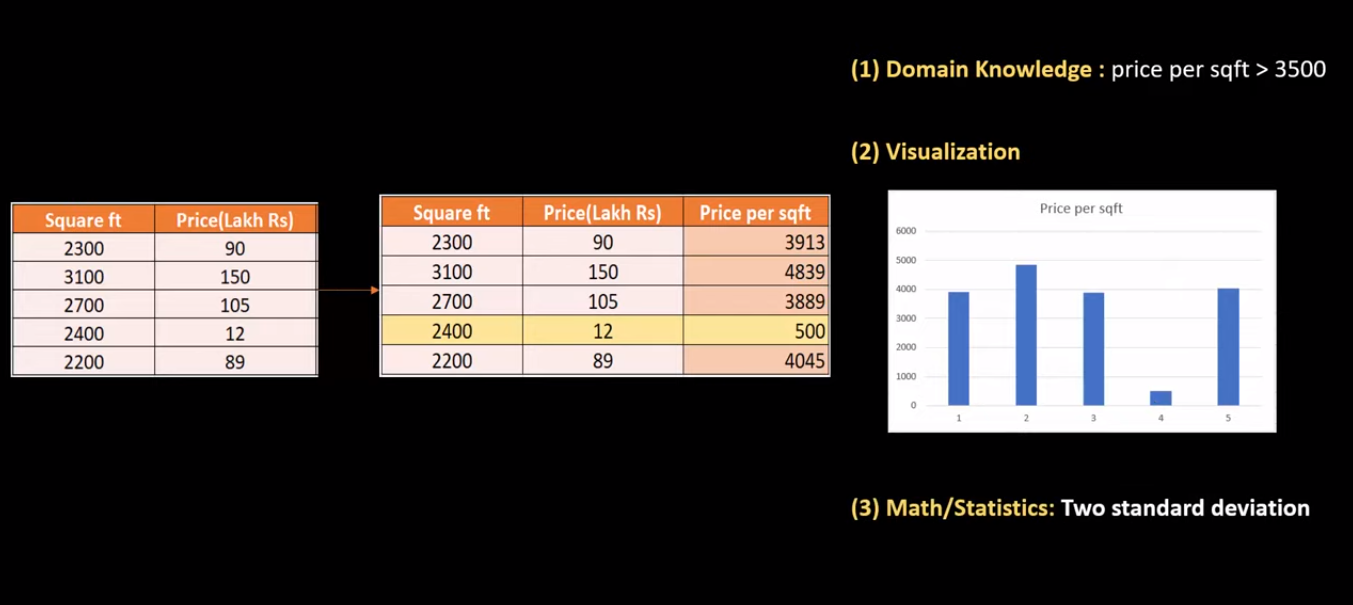 (1) Domain Knowledge : price per sqft > 3500
(2) Visualization
Square ft Price(Lakh Rs)
2300 90
3100 150
2700 105
2400 12
2200 89
Square ft Price(Lakh Rs) Price per sqft
2300 90 3913
3100 150 4839
2700 105 3889
2400 12 500
2200 89 4045
Price per sqft
6000
5000
4000
3000
2000
1000
0
1 2 3 4 5
(3) Math/Statistics: Two standard deviation